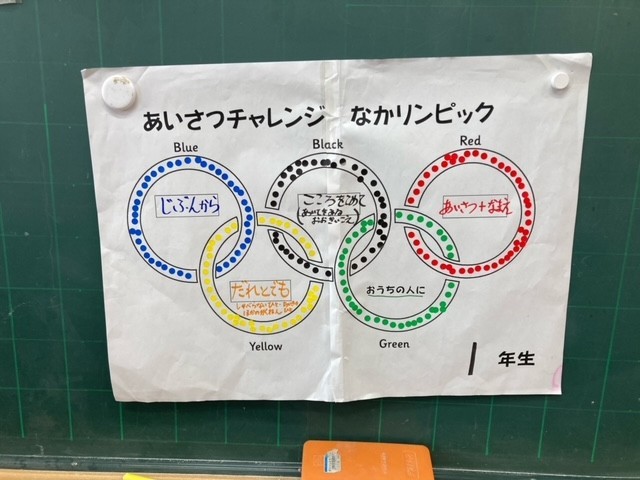 あいさつチャレンジ なかリンピック
Blue
Black
Red
じぶんから
こころをこめて
あいさつ+なまえ
だれとでも
おうちの人に
Yellow
Green
1 年生